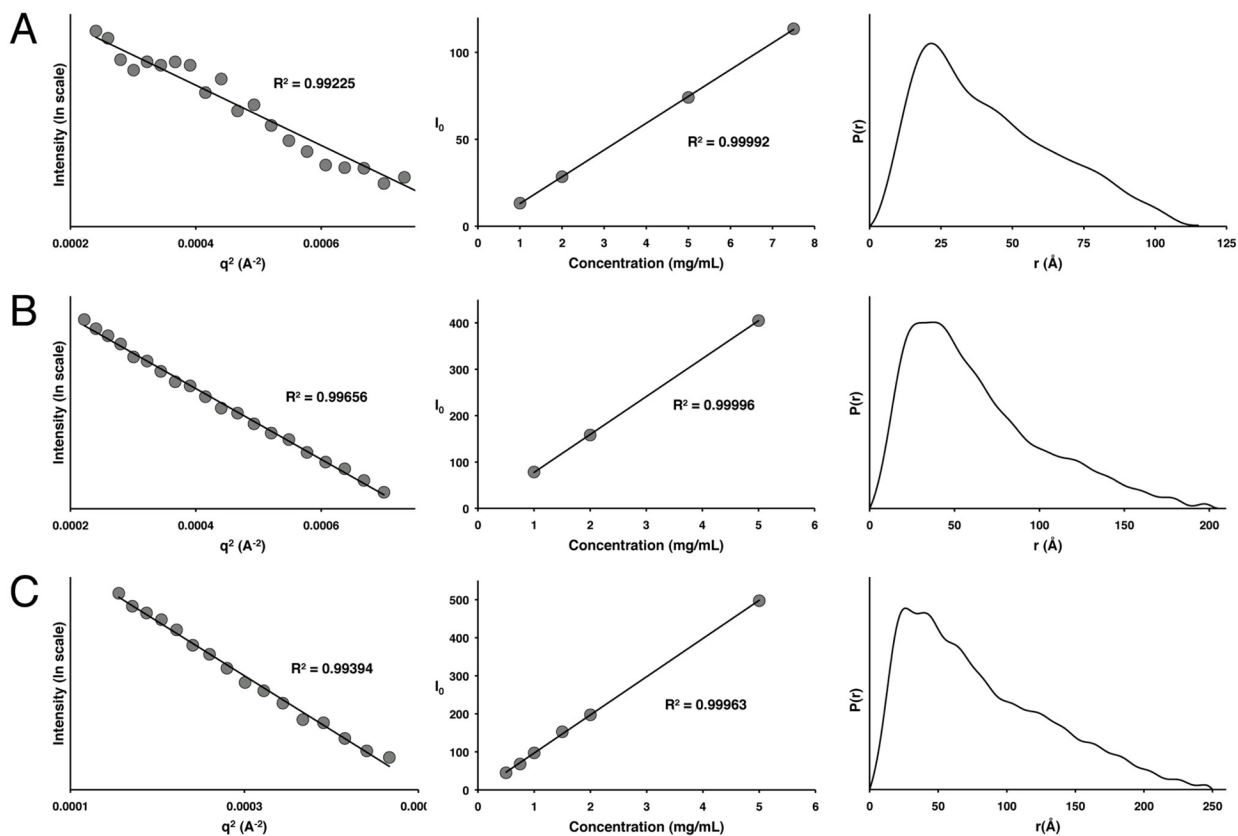 A
Intensity (ln scale)
R² = 0.99225
0.0002
0.0004
0.0006
q² (A⁻²)
I₀
100
50
0
R² = 0.99992
0
1
2
3
4
5
6
7
8
Concentration (mg/mL)
P(r)
0
25
50
75
100
125
r (Å)
B
Intensity (ln scale)
R² = 0.99656
0.0002
0.0004
0.0006
q² (A⁻²)
I₀
400
300
200
100
0
R² = 0.99996
0
1
2
3
4
5
6
Concentration (mg/mL)
P(r)
0
50
100
150
200
r (Å)
C
Intensity (ln scale)
R² = 0.99394
0.0001
0.0003
q² (A⁻²)
I₀
500
400
300
200
100
0
R² = 0.99963
0
1
2
3
4
5
6
Concentration (mg/mL)
P(r)
0
50
100
150
200
250
r(Å)